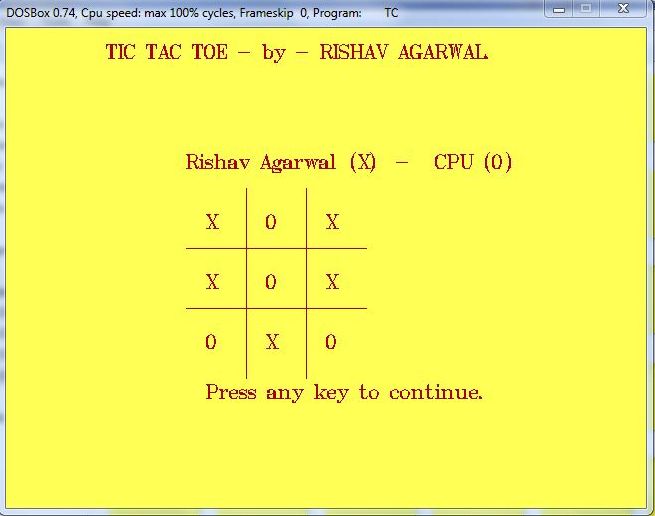 DOSBox 0.74, Cpu speed: max 100% cycles, Frameskip 0, Program: TC
TIC TAC TOE - by - RISHAV AGARWAL
Rishav Agarwal (X) - CPU (0)
X 0 X
X 0 X
0 X 0
Press any key to continue.